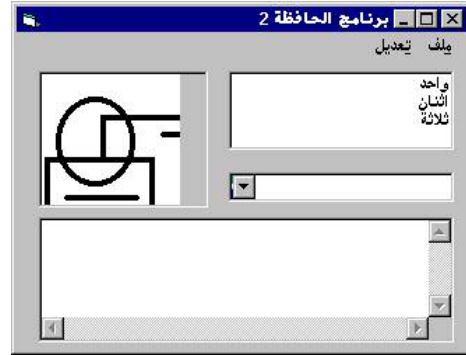 برنامج الحافظة 2
ملف تعديل
واحد
اثنان
ثلاثة